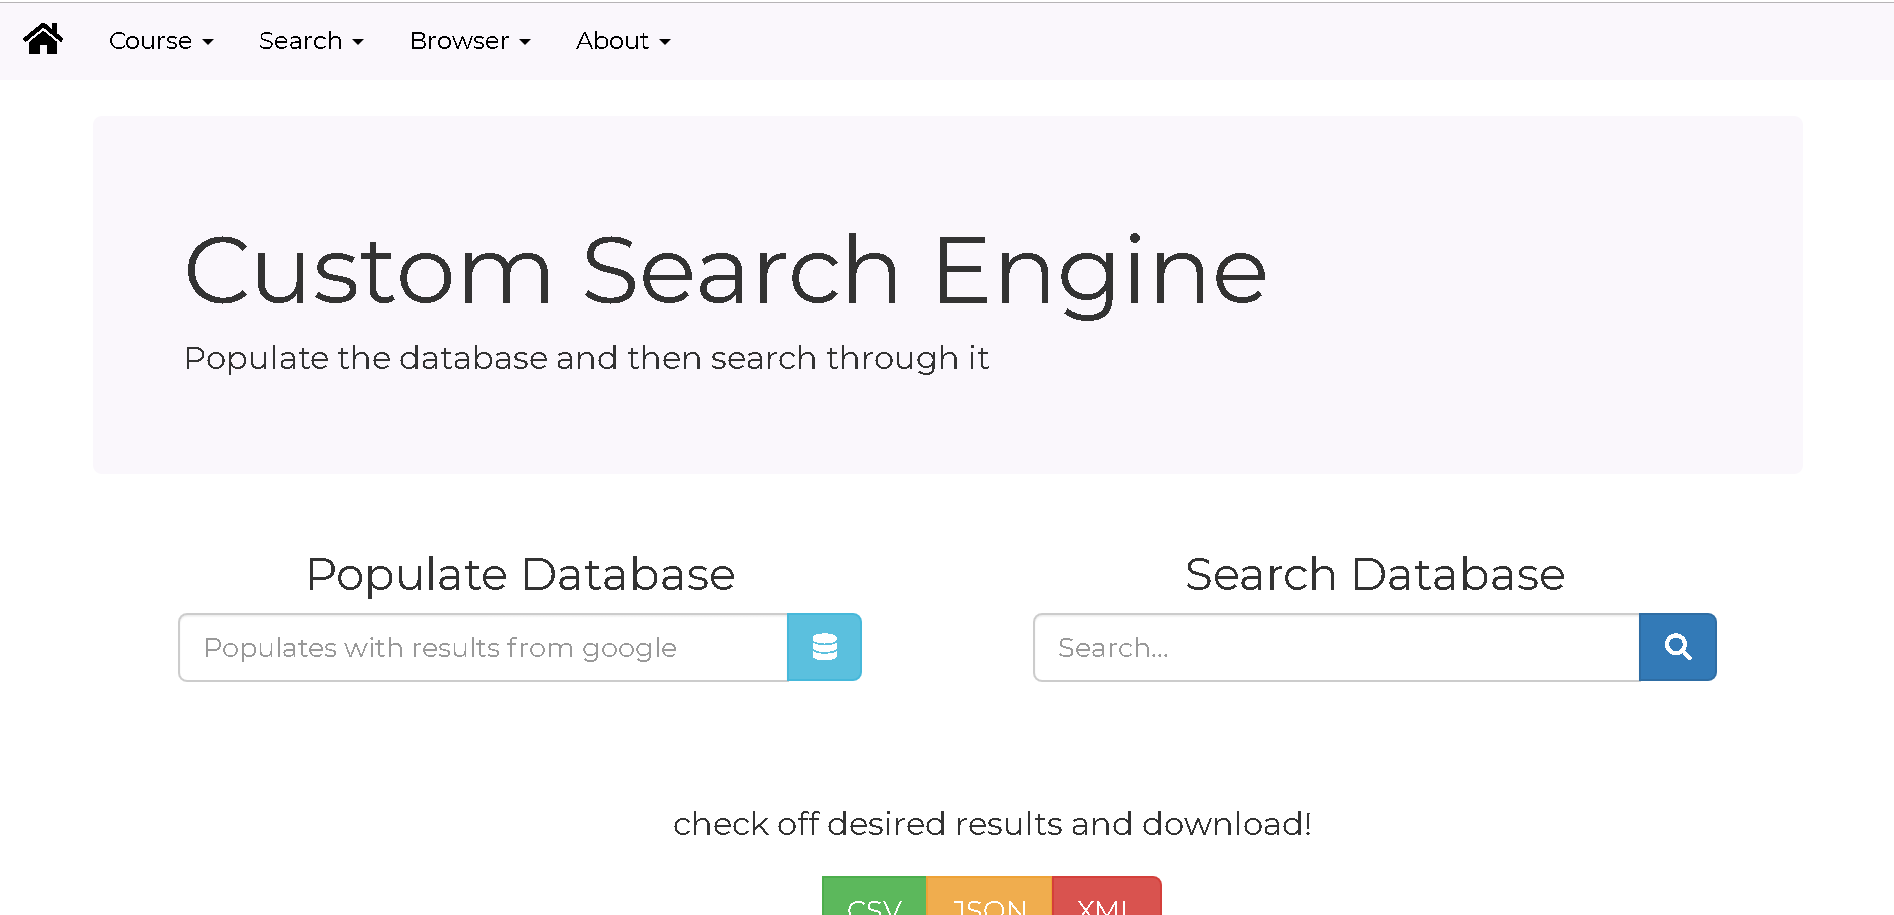 Course Search Browser About
Custom Search Engine
Populate the database and then search through it
Populate Database
Populates with results from google
Search Database
Search...
check off desired results and download!
CSV JSON XML